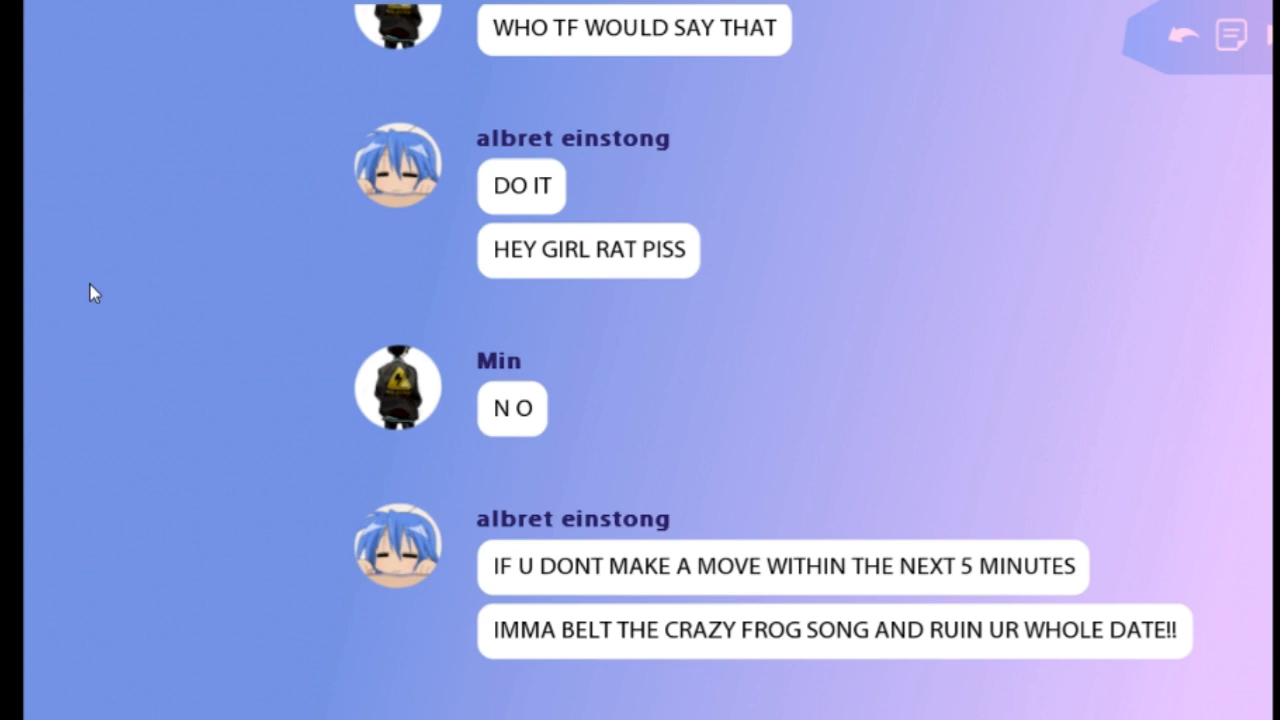 WHO TF WOULD SAY THAT
albret einstong
DO IT
HEY GIRL RAT PISS
Min
N O
albret einstong
IF U DONT MAKE A MOVE WITHIN THE NEXT 5 MINUTES
IMMA BELT THE CRAZY FROG SONG AND RUIN UR WHOLE DATE!!